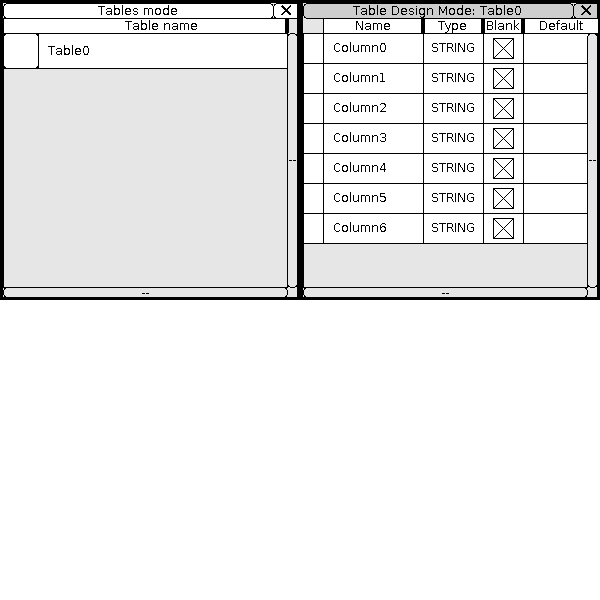 Tables mode
Table name
Table0
Table Design Mode: Table0
Name Type Blank Default
Column0 STRING
Column1 STRING
Column2 STRING
Column3 STRING
Column4 STRING
Column5 STRING
Column6 STRING